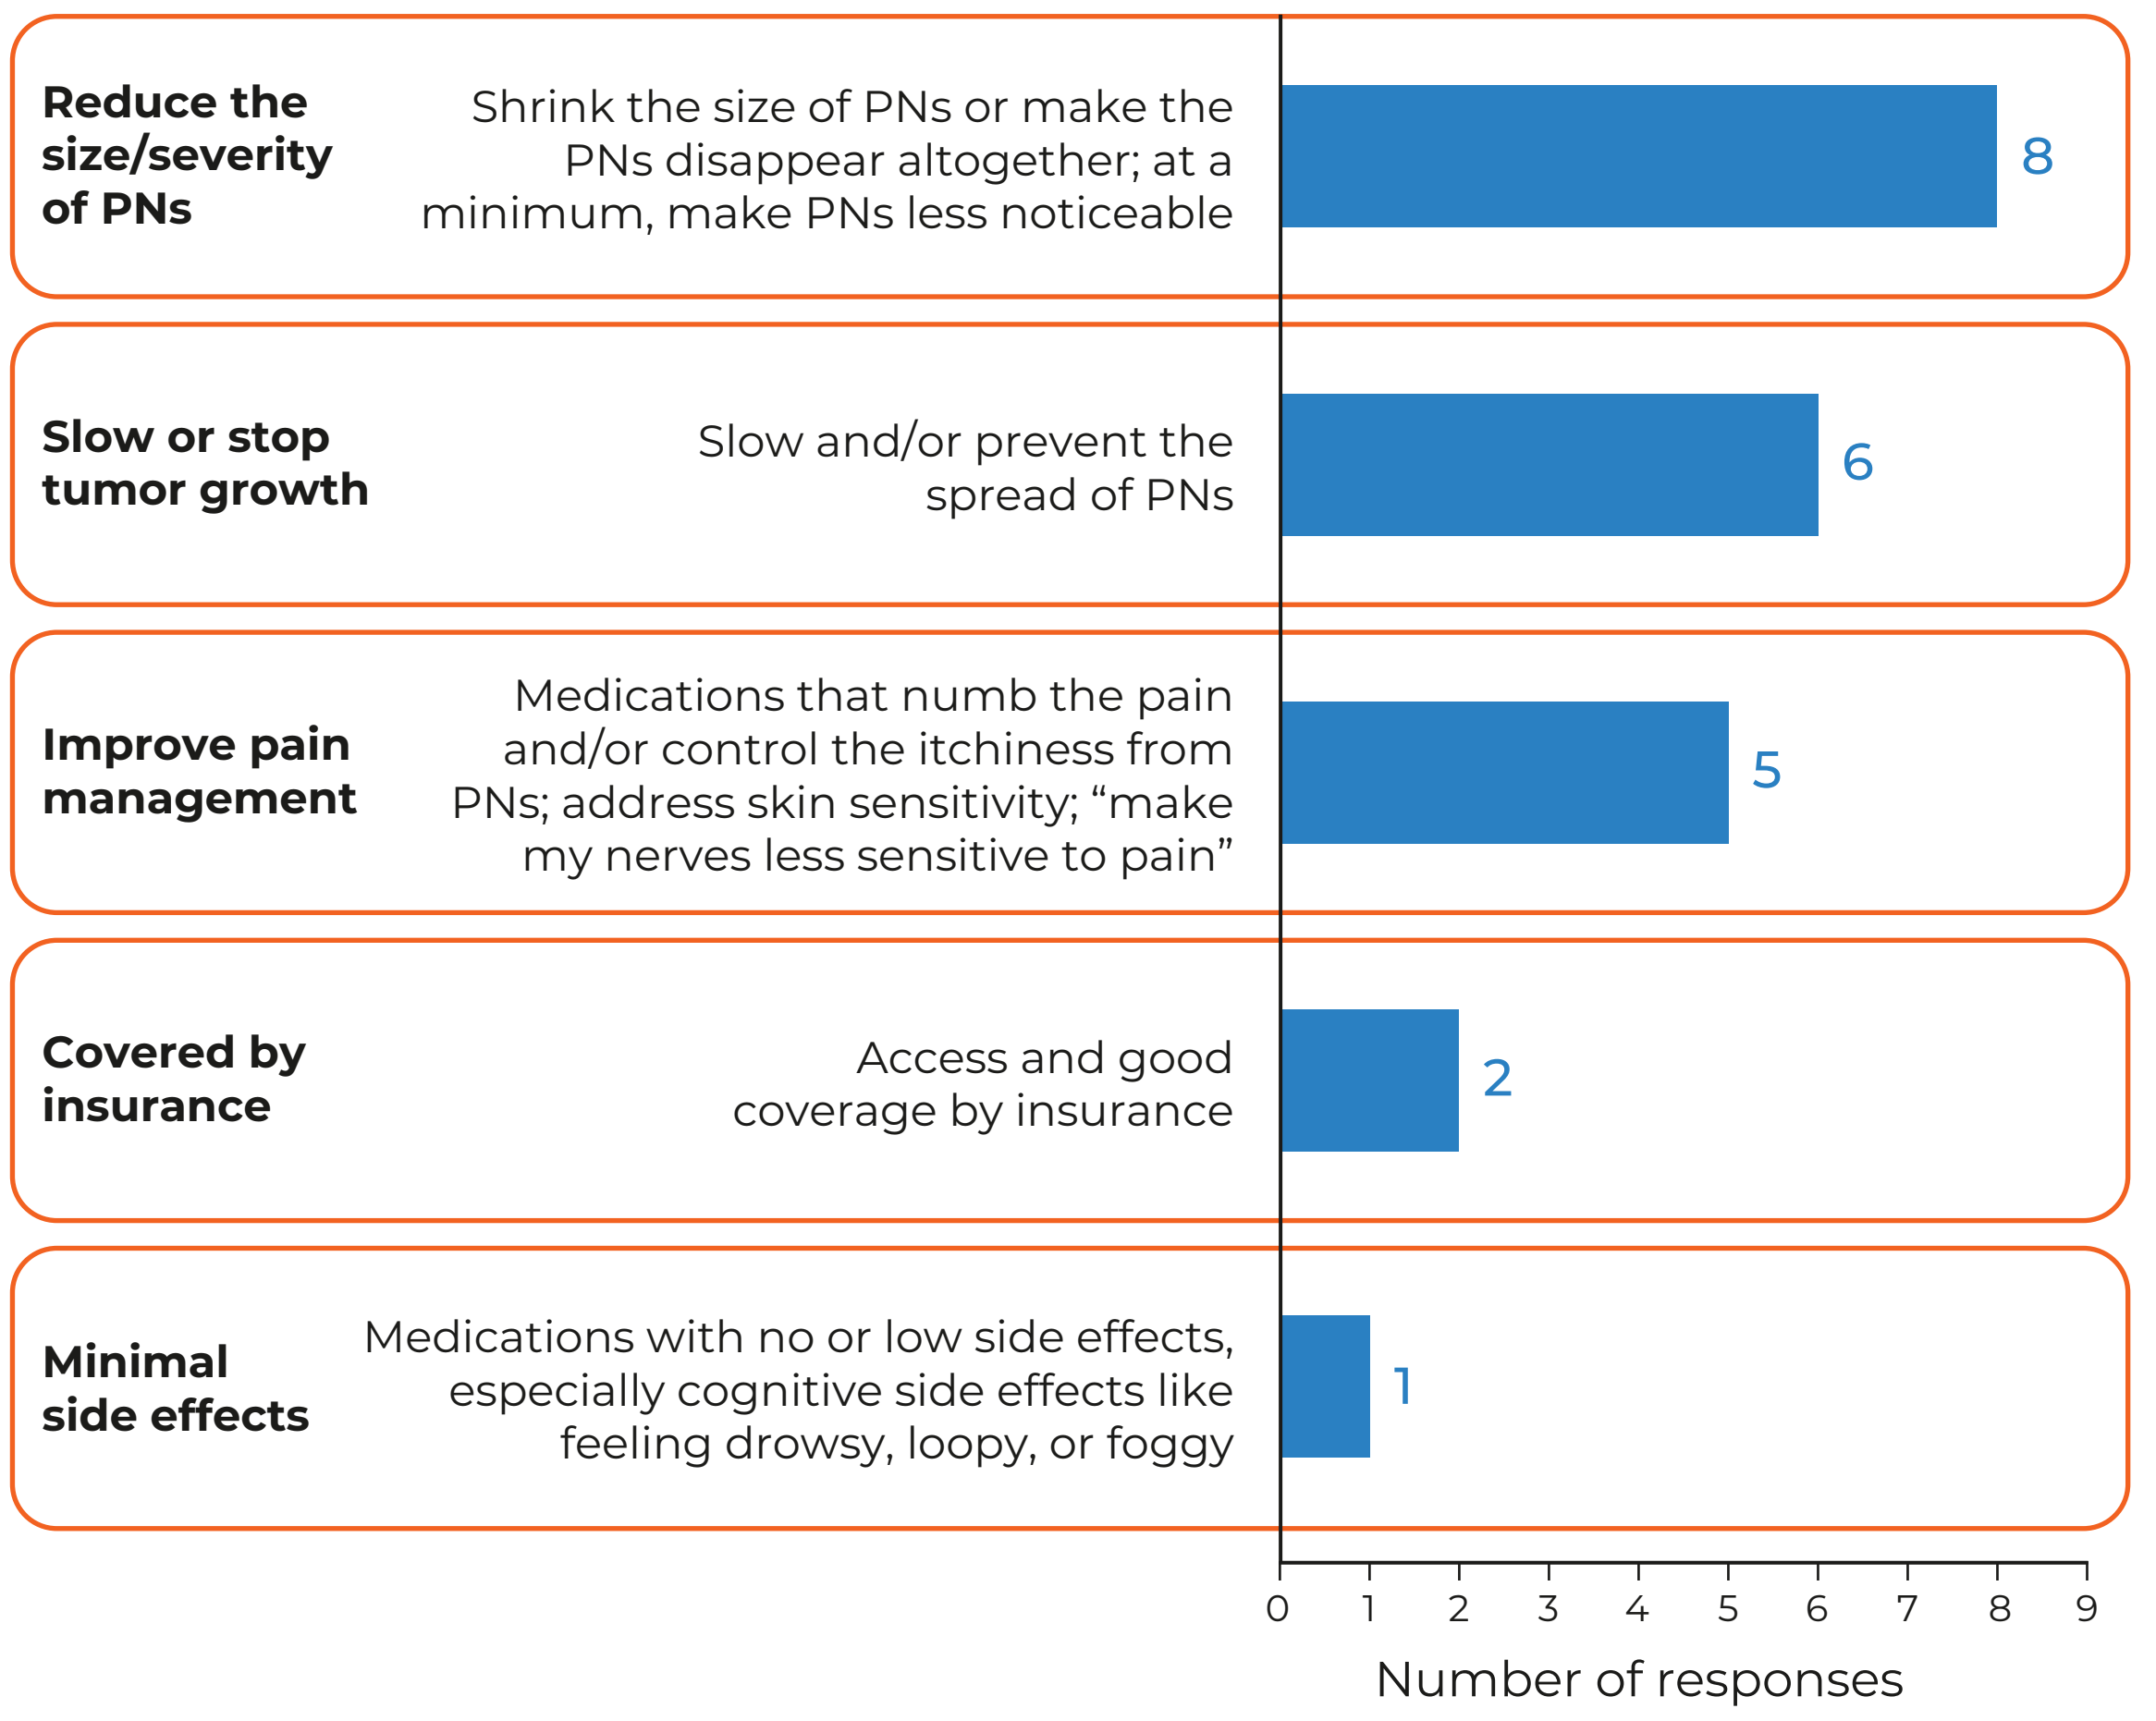 Reduce the
size/severity
of PNs
Shrink the size of PNs or make the
PNs disappear altogether; at a
minimum, make PNs less noticeable
8
Slow or stop
tumor growth
Slow and/or prevent the
spread of PNs
6
Improve pain
management
Medications that numb the pain
and/or control the itchiness from
PNs; address skin sensitivity; “make
my nerves less sensitive to pain”
5
Covered by
insurance
Access and good
coverage by insurance
2
Minimal
side effects
Medications with no or low side effects,
especially cognitive side effects like
feeling drowsy, loopy, or foggy
1
0 1 2 3 4 5 6 7 8 9
Number of responses